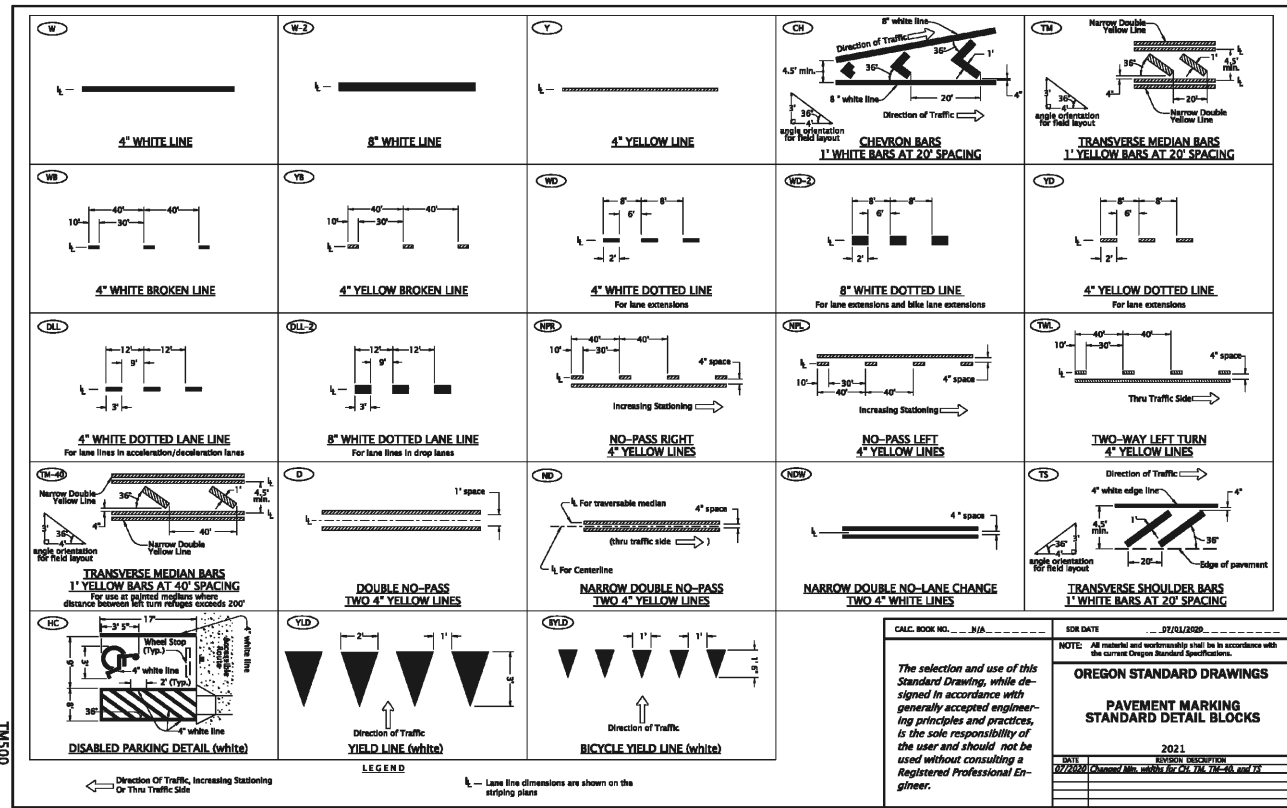 W
4" WHITE LINE
W-2
8" WHITE LINE
Y
4" YELLOW LINE
CH
8" white line
Direction of Traffic
36°
1'
4.5' min.
36°
8" white line
20'
4"
3'
36°
4'
angle orientation
for field layout
Direction of Traffic
CHEVRON BARS
1' WHITE BARS AT 20' SPACING
TM
Narrow Double
Yellow Line
36°
1'
4.5'
min.
4"
20'
3'
36°
4'
angle orientation
for field layout
Narrow Double
Yellow Line
TRANSVERSE MEDIAN BARS
1' YELLOW BARS AT 20' SPACING
WB
40' 40'
10' 30'
4" WHITE BROKEN LINE
YB
40' 40'
10' 30'
4" YELLOW BROKEN LINE
WD
8' 8'
6'
2'
4" WHITE DOTTED LINE
For lane extensions
WD-2
8' 8'
6'
2'
8" WHITE DOTTED LINE
For lane extensions and bike lane extensions
YD
8' 8'
6'
2'
4" YELLOW DOTTED LINE
For lane extensions
DLL
12' 12'
9'
3'
4" WHITE DOTTED LANE LINE
For lane lines in acceleration/deceleration lanes
DLL-2
12' 12'
9'
3'
8" WHITE DOTTED LANE LINE
For lane lines in drop lanes
NPR
40' 40'
10' 30'
4" space
Increasing Stationing
NO-PASS RIGHT
4" YELLOW LINES
NPL
10' 30'
40' 40'
4" space
Increasing Stationing
NO-PASS LEFT
4" YELLOW LINES
TWL
40' 40'
10' 30'
4" space
Thru Traffic Side
TWO-WAY LEFT TURN
4" YELLOW LINES
TM-40
Narrow Double
Yellow Line
36°
1'
4.5'
min.
4"
40'
3'
36°
4'
angle orientation
for field layout
Narrow Double
Yellow Line
TRANSVERSE MEDIAN BARS
1' YELLOW BARS AT 40' SPACING
For use at painted medians where
distance between left turn refuges exceeds 200'
D
1' space
DOUBLE NO-PASS
TWO 4" YELLOW LINES
ND
For traversable median
4" space
(thru traffic side )
For Centerline
NARROW DOUBLE NO-PASS
TWO 4" YELLOW LINES
NDW
4" space
NARROW DOUBLE NO-LANE CHANGE
TWO 4" WHITE LINES
TS
Direction of Traffic
4" white edge line
4"
4.5'
min.
1'
36°
20'
Edge of pavement
3'
36°
4'
angle orientation
for field layout
TRANSVERSE SHOULDER BARS
1' WHITE BARS AT 20' SPACING
HC
17'
3' 5"
Wheel Stop
(Typ.)
4" white line
2' (Typ.)
Accessible
Route
4" white line
9'
3'
8'
36°
4" white line
DISABLED PARKING DETAIL (white)
YLD
2' 1'
3'
Direction of Traffic
YIELD LINE (white)
BYLD
1' 1'
1' 6"
Direction of Traffic
BICYCLE YIELD LINE (white)
LEGEND
Direction Of Traffic, Increasing Stationing
Or Thru Traffic Side
Lane line dimensions are shown on the
striping plans
TM500
CALC. BOOK NO. N/A
SDR DATE 07/01/2020
The selection and use of this
Standard Drawing, while de-
signed in accordance with
generally accepted engineer-
ing principles and practices,
is the sole responsibility of
the user and should not be
used without consulting a
Registered Professional En-
gineer.
NOTE: All material and workmanship shall be in accordance with
the current Oregon Standard Specifications.
OREGON STANDARD DRAWINGS
PAVEMENT MARKING
STANDARD DETAIL BLOCKS
2021
DATE REVISION DESCRIPTION
07/2020 Changed Min. widths for CH, TM, TM-40, and TS